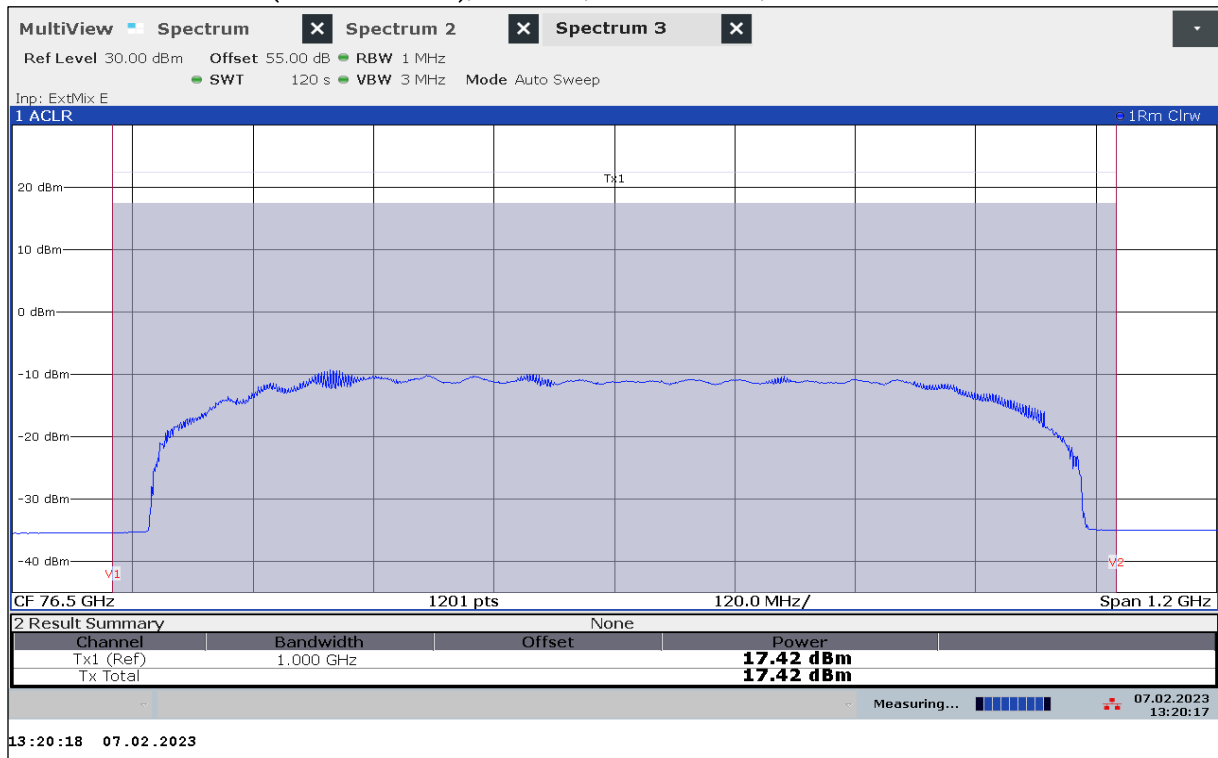 MultiView Spectrum X Spectrum 2 X Spectrum 3 X
Ref Level 30.00 dBm Offset 55.00 dB RBW 1 MHz
SWT 120 s VBW 3 MHz Mode Auto Sweep
Inp: ExtMix E
1 ACLR 1Rm Clrw
Tx1
20 dBm
10 dBm
0 dBm
-10 dBm
-20 dBm
-30 dBm
-40 dBm
V1 V2
CF 76.5 GHz 1201 pts 120.0 MHz/ Span 1.2 GHz
2 Result Summary None
Channel Bandwidth Offset Power
Tx1 (Ref) 1.000 GHz 17.42 dBm
Tx Total 17.42 dBm
Measuring... 07.02.2023
13:20:17
13:20:18 07.02.2023